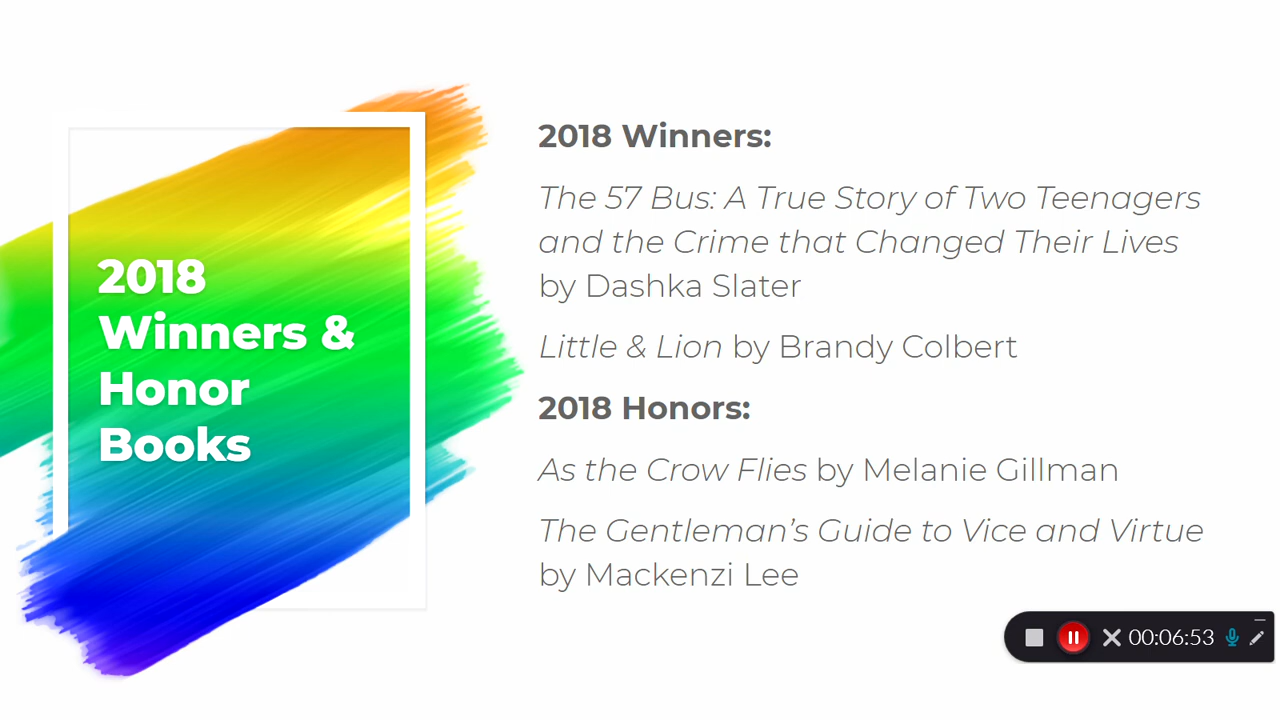 2018
Winners &
Honor
Books
2018 Winners:
The 57 Bus: A True Story of Two Teenagers
and the Crime that Changed Their Lives
by Dashka Slater
Little & Lion by Brandy Colbert
2018 Honors:
As the Crow Flies by Melanie Gillman
The Gentleman’s Guide to Vice and Virtue
by Mackenzi Lee
00:06:53